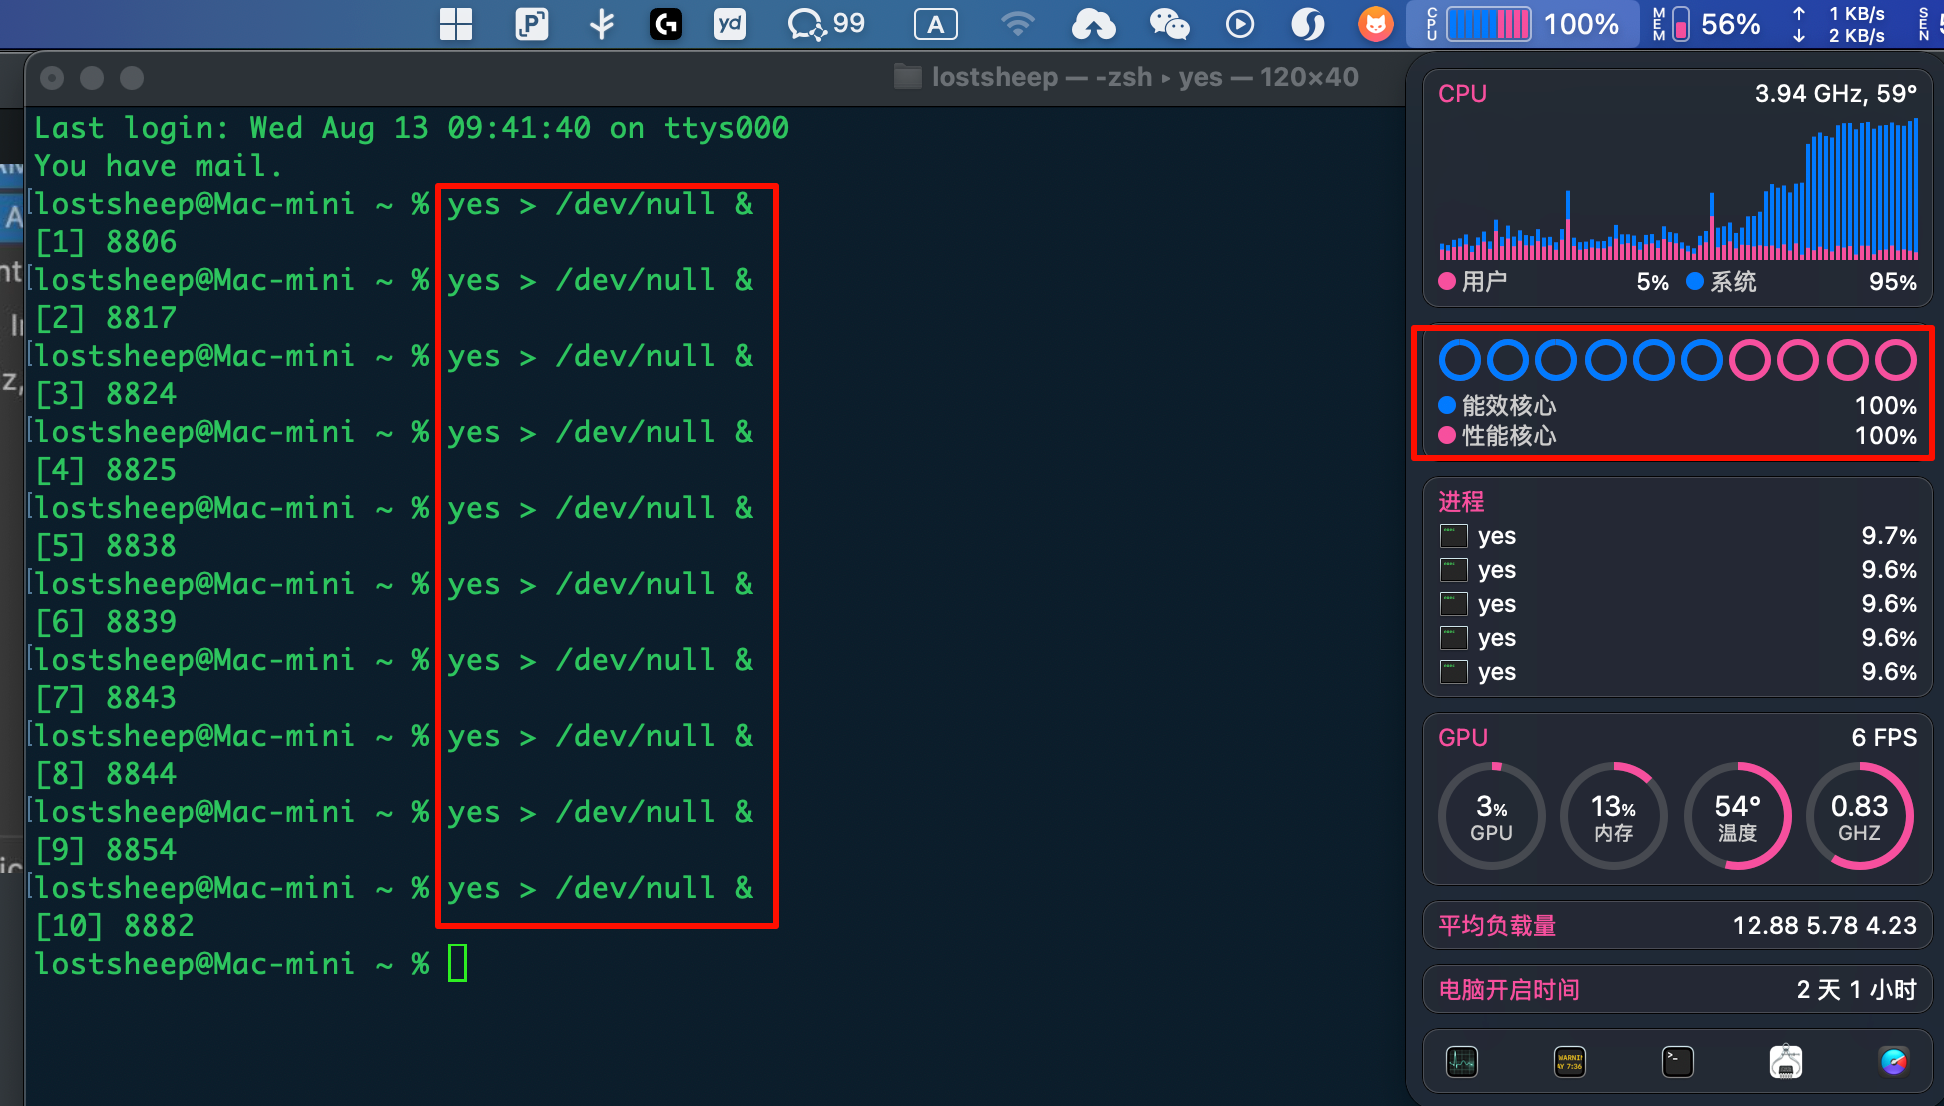 99
A
CPU
100%
MEM
56%
1 KB/s
2 KB/s
SEN
lostsheep — -zsh ▸ yes — 120×40
Last login: Wed Aug 13 09:41:40 on ttys000
You have mail.
lostsheep@Mac-mini ~ % yes > /dev/null &
[1] 8806
lostsheep@Mac-mini ~ % yes > /dev/null &
[2] 8817
lostsheep@Mac-mini ~ % yes > /dev/null &
[3] 8824
lostsheep@Mac-mini ~ % yes > /dev/null &
[4] 8825
lostsheep@Mac-mini ~ % yes > /dev/null &
[5] 8838
lostsheep@Mac-mini ~ % yes > /dev/null &
[6] 8839
lostsheep@Mac-mini ~ % yes > /dev/null &
[7] 8843
lostsheep@Mac-mini ~ % yes > /dev/null &
[8] 8844
lostsheep@Mac-mini ~ % yes > /dev/null &
[9] 8854
lostsheep@Mac-mini ~ % yes > /dev/null &
[10] 8882
lostsheep@Mac-mini ~ %
CPU 3.94 GHz, 59°
用户 5% 系统 95%
能效核心 100%
性能核心 100%
进程
yes 9.7%
yes 9.6%
yes 9.6%
yes 9.6%
yes 9.6%
GPU 6 FPS
3% 13% 54° 0.83
GPU 内存 温度 GHZ
平均负载量 12.88 5.78 4.23
电脑开启时间 2 天 1 小时